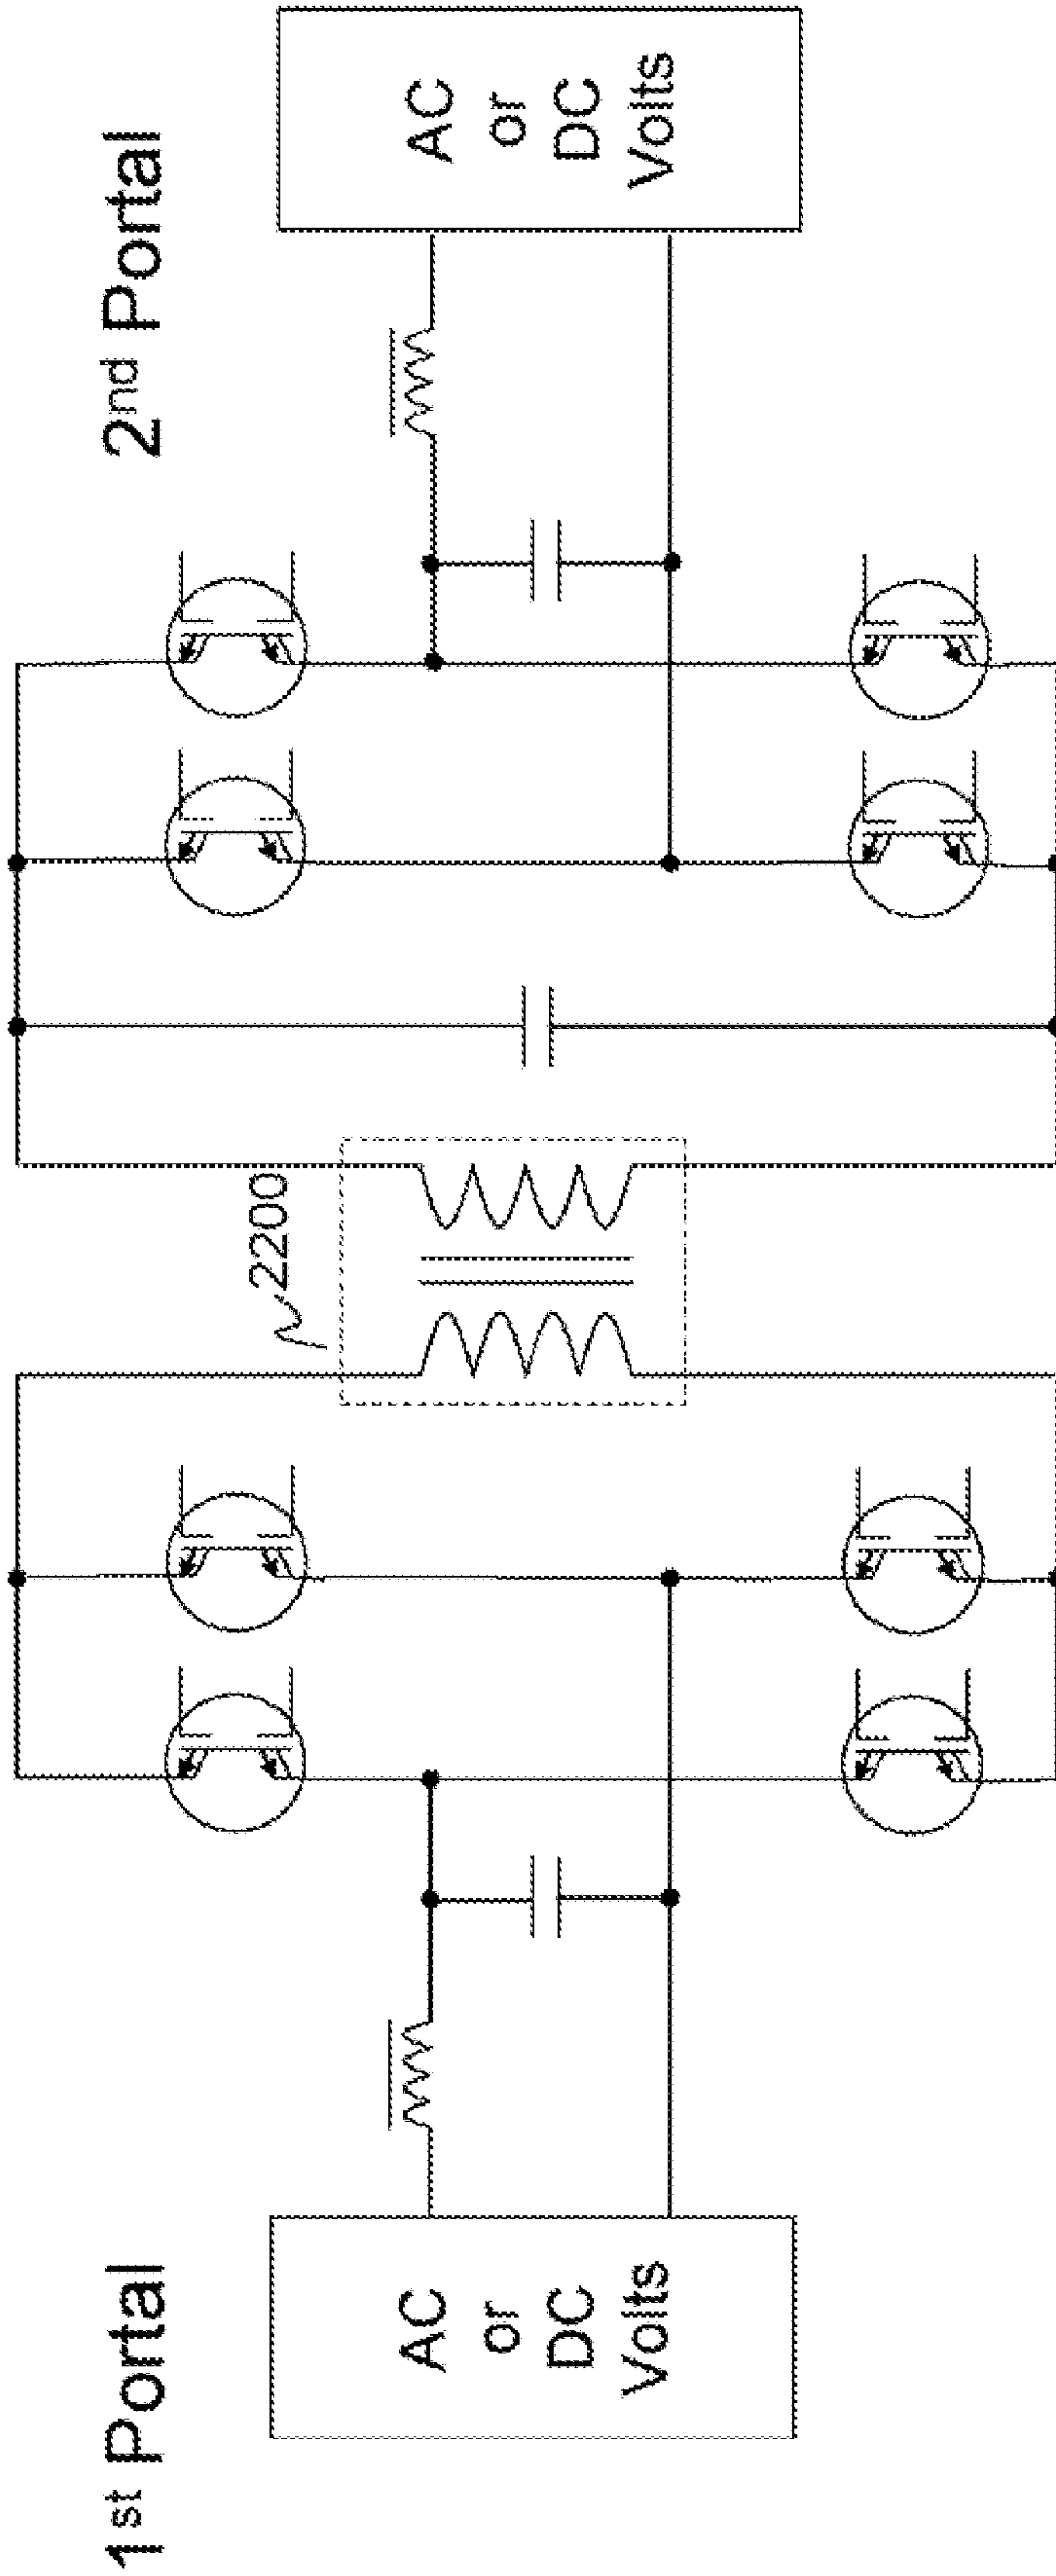 1st Portal
AC
or
DC
Volts
2200
2nd Portal
AC
or
DC
Volts